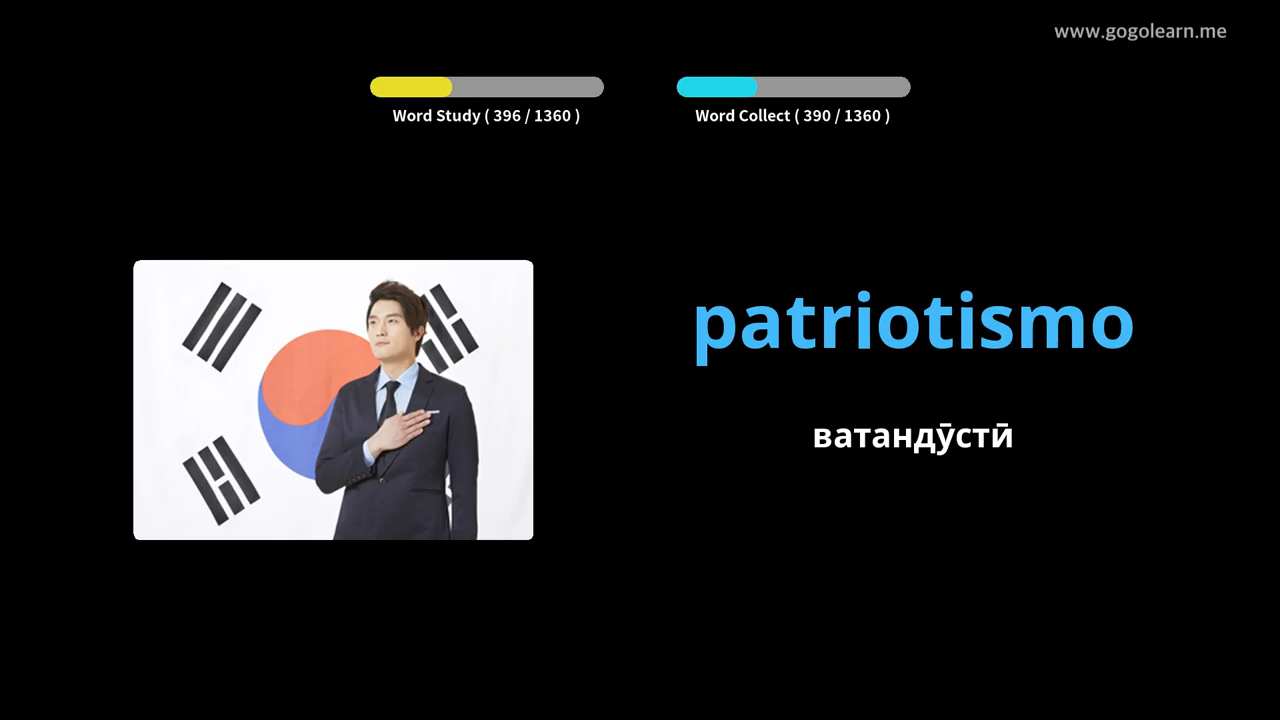 www.gogolearn.me
Word Study ( 396 / 1360 )
Word Collect ( 390 / 1360 )
patriotismo
ватандӯстӣ